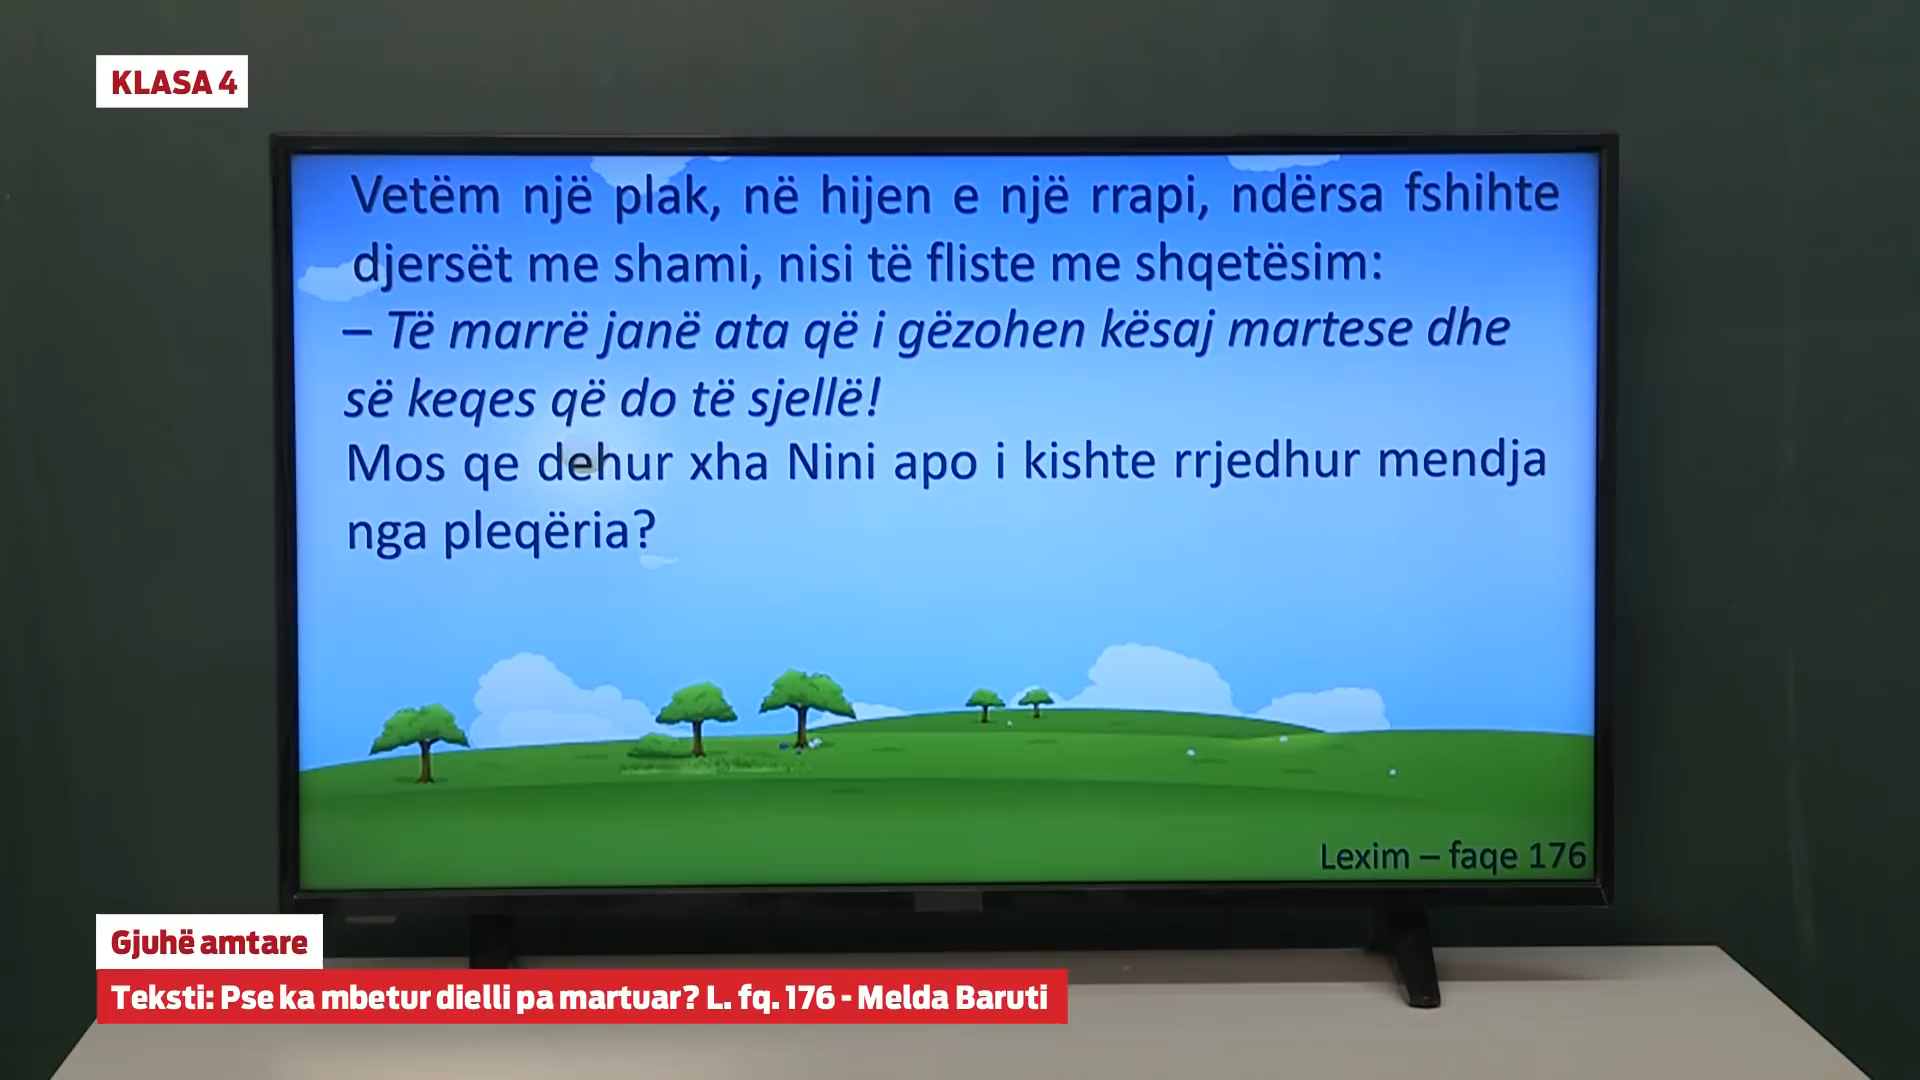 KLASA 4
Vetëm një plak, në hijen e një rrapi, ndërsa fshihte
djersët me shami, nisi të fliste me shqetësim:
– Të marrë janë ata që i gëzohen kësaj martese dhe
së keqes që do të sjellë!
Mos qe dehur xha Nini apo i kishte rrjedhur mendja
nga pleqëria?
Lexim – faqe 176
Gjuhë amtare
Teksti: Pse ka mbetur dielli pa martuar? L. fq. 176 - Melda Baruti